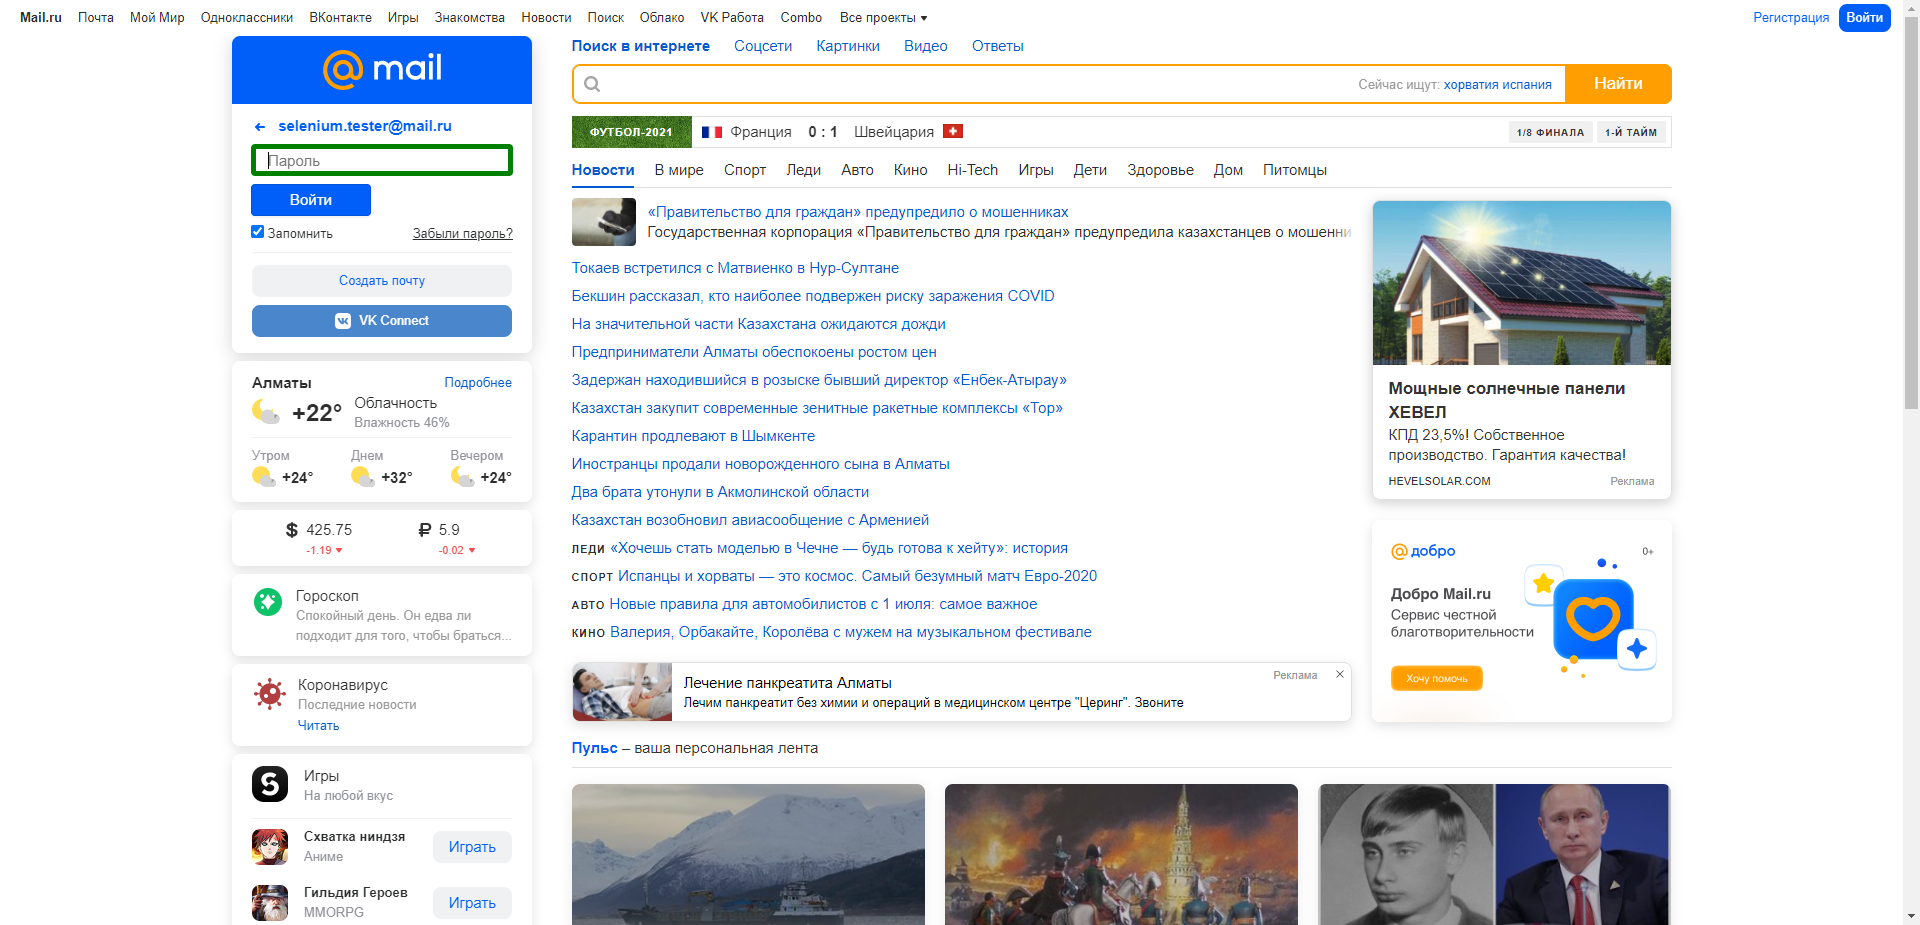 Mail.ru Почта Мой Мир Одноклассники ВКонтакте Игры Знакомства Новости Поиск Облако VK Работа Combo Все проекты Регистрация Войти
mail
selenium.tester@mail.ru
Пароль
Войти
Запомнить Забыли пароль?
Создать почту
VK Connect
Алматы Подробнее
+22° Облачность
Влажность 46%
Утром Днем Вечером
+24° +32° +24°
$ 425.75 ₽ 5.9
-1.19 -0.02
Гороскоп
Спокойный день. Он едва ли
подходит для того, чтобы браться...
Коронавирус
Последние новости
Читать
Игры
На любой вкус
Схватка ниндзя
Аниме
Играть
Гильдия Героев
MMORPG
Играть
Поиск в интернете Соцсети Картинки Видео Ответы
Сейчас ищут: хорватия испания Найти
ФУТБОЛ-2021 Франция 0 : 1 Швейцария 1/8 ФИНАЛА 1-Й ТАЙМ
Новости В мире Спорт Леди Авто Кино Hi-Tech Игры Дети Здоровье Дом Питомцы
«Правительство для граждан» предупредило о мошенниках
Государственная корпорация «Правительство для граждан» предупредила казахстанцев о мошенни
Токаев встретился с Матвиенко в Нур-Султане
Бекшин рассказал, кто наиболее подвержен риску заражения COVID
На значительной части Казахстана ожидаются дожди
Предприниматели Алматы обеспокоены ростом цен
Задержан находившийся в розыске бывший директор «Енбек-Атырау»
Казахстан закупит современные зенитные ракетные комплексы «Тор»
Карантин продлевают в Шымкенте
Иностранцы продали новорожденного сына в Алматы
Два брата утонули в Акмолинской области
Казахстан возобновил авиасообщение с Арменией
ЛЕДИ «Хочешь стать моделью в Чечне — будь готова к хейту»: история
СПОРТ Испанцы и хорваты — это космос. Самый безумный матч Евро-2020
АВТО Новые правила для автомобилистов с 1 июля: самое важное
КИНО Валерия, Орбакайте, Королёва с мужем на музыкальном фестивале
Лечение панкреатита Алматы Реклама
Лечим панкреатит без химии и операций в медицинском центре "Церинг". Звоните
Пульс – ваша персональная лента
Мощные солнечные панели
ХЕВЕЛ
КПД 23,5%! Собственное
производство. Гарантия качества!
HEVELSOLAR.COM Реклама
добро 0+
Добро Mail.ru
Сервис честной
благотворительности
Хочу помочь